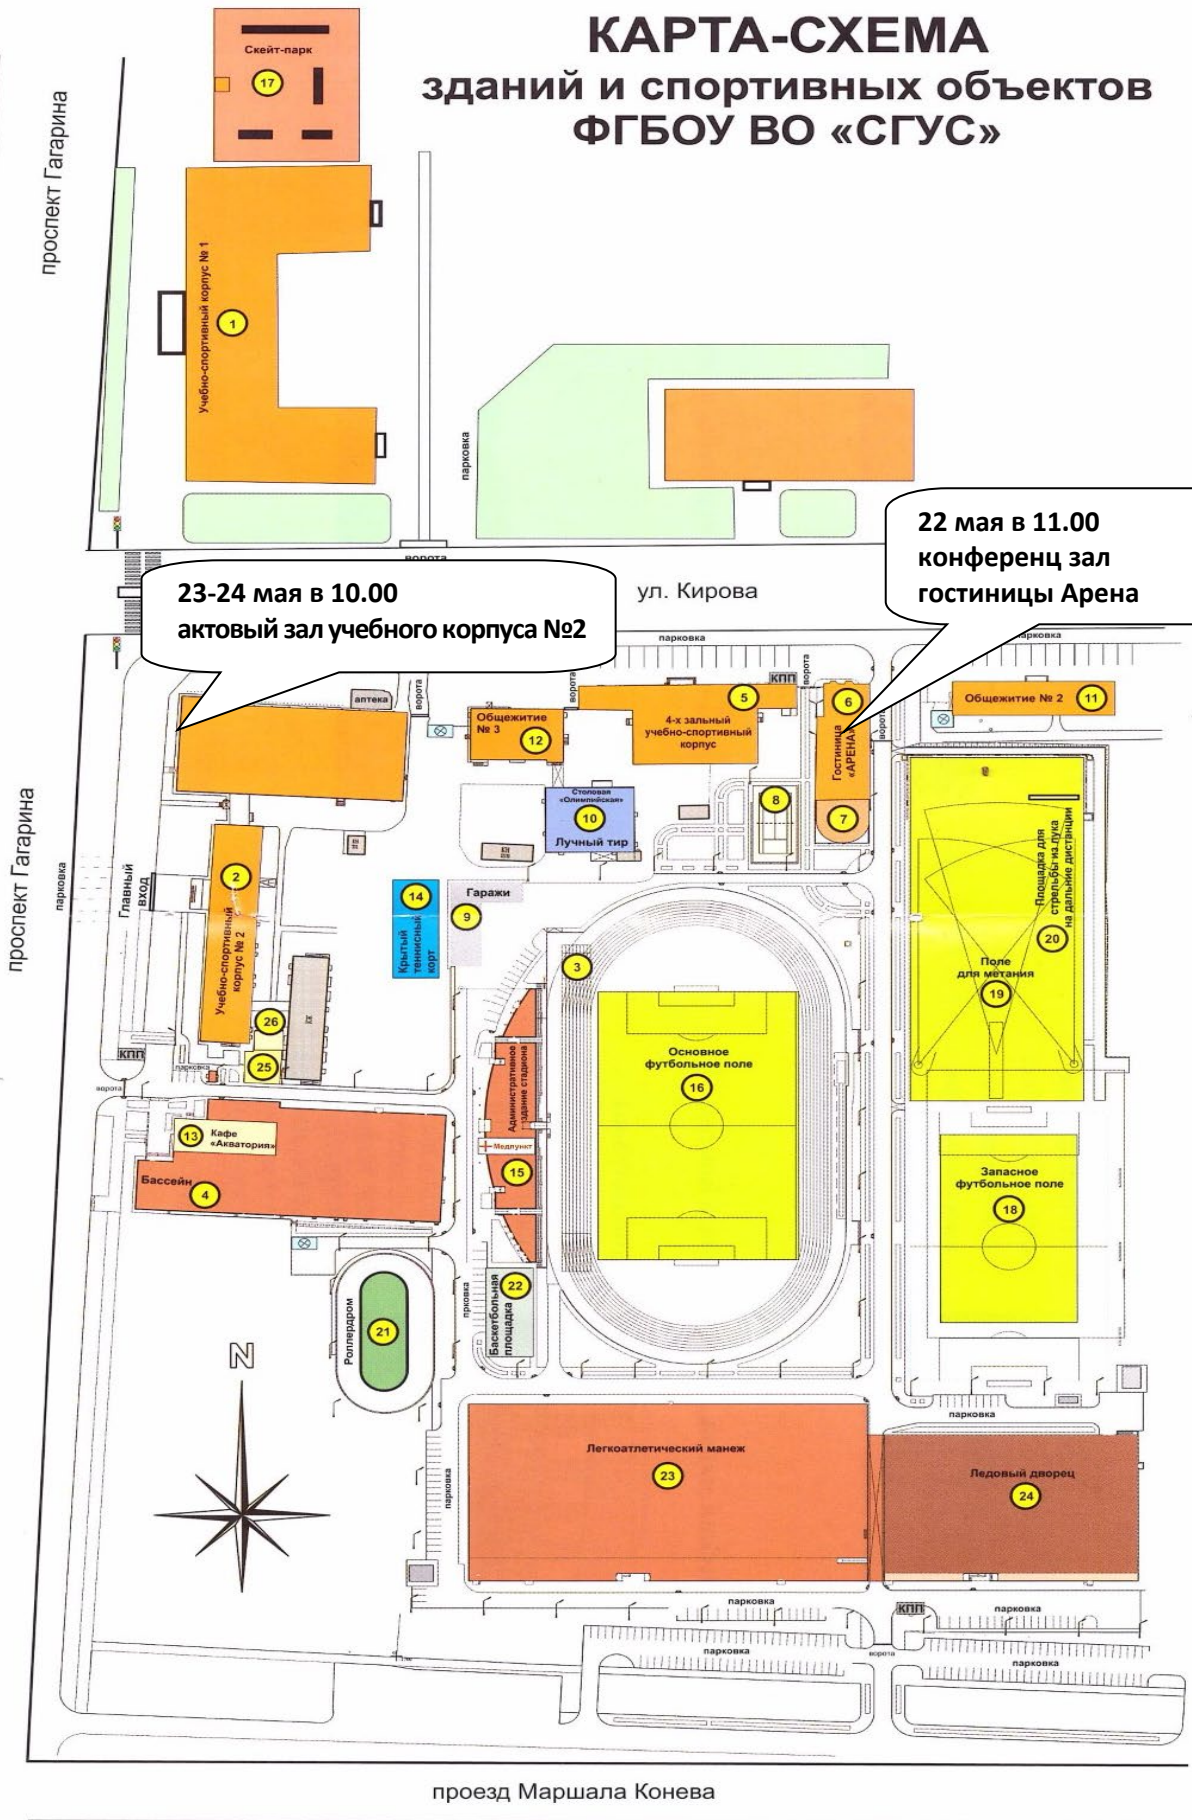 КАРТА-СХЕМА
зданий и спортивных объектов
ФГБОУ ВО «СГУС»
проспект Гагарина
Скейт-парк
17
Учебно-спортивный корпус № 1
1
парковка
ворота
22 мая в 11.00
конференц зал
гостиницы Арена
23-24 мая в 10.00
актовый зал учебного корпуса №2
ул. Кирова
парковка
парковка
аптека
ворота
ворота
КПП
ворота
ворота
Общежитие
№ 3
12
5
4-х зальный
учебно-спортивный
корпус
6
Гостиница
«АРЕНА»
7
Общежитие № 2
11
8
Столовая
«Олимпийская»
10
Лучный тир
проспект Гагарина
парковка
Главный
вход
2
Учебно-спортивный
корпус № 2
14
Крытый
теннисный
корт
Гаражи
9
3
Площадка для
стрельбы из лука
на дальние дистанции
20
Поле
для метания
19
26
25
КПП
парковка
ворота
Основное
футбольное поле
16
Административное
здание стадиона
Медпункт
15
13
Кафе
«Акватория»
Бассейн
4
Запасное
футбольное поле
18
Роллердром
21
прковка
Баскетбольная
площадка
22
N
парковка
парковка
Легкоатлетический манеж
23
Ледовый дворец
24
парковка
КПП
парковка
парковка
ворота
парковка
проезд Маршала Конева